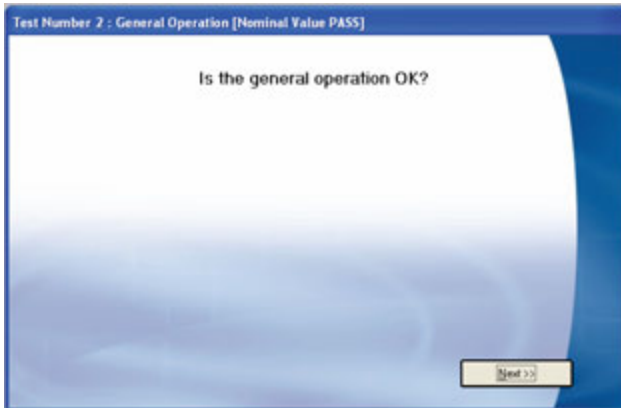 Test Number 2 : General Operation [Nominal Value PASS]
Is the general operation OK?
Next >>